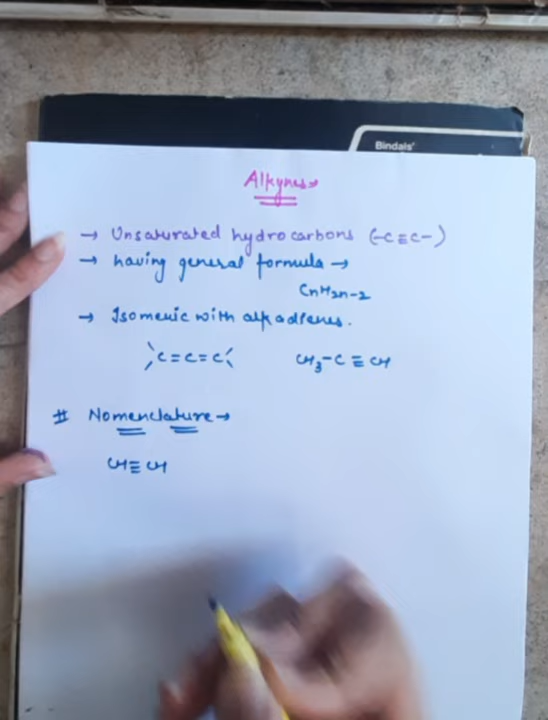 Bindals'
Alkynes →
→ Unsaturated hydrocarbons (-C≡C-)
→ having general formula →
CnH2n-2
→ Isomeric with alkadienes.
C=C=C CH3-C≡CH
# Nomenclature →
CH≡CH